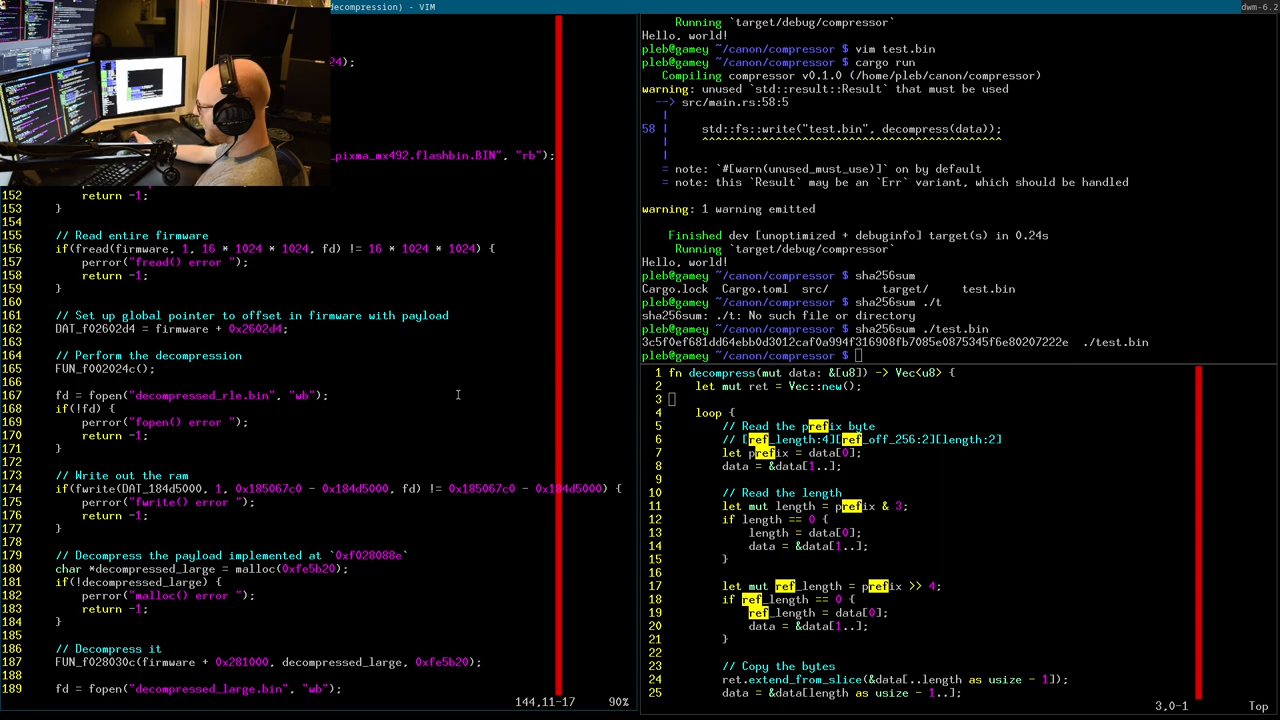 decompression) - VIM
dwm-6.2
24);
_pixma_mx492.flashbin.BIN", "rb");
152 return -1;
153 }
154
155 // Read entire firmware
156 if(fread(firmware, 1, 16 * 1024 * 1024, fd) != 16 * 1024 * 1024) {
157 perror("fread() error ");
158 return -1;
159 }
160
161 // Set up global pointer to offset in firmware with payload
162 DAT_f02602d4 = firmware + 0x2602d4;
163
164 // Perform the decompression
165 FUN_f002024c();
166
167 fd = fopen("decompressed_rle.bin", "wb");
168 if(!fd) {
169 perror("fopen() error ");
170 return -1;
171 }
172
173 // Write out the ram
174 if(fwrite(DAT_184d5000, 1, 0x185067c0 - 0x184d5000, fd) != 0x185067c0 - 0x184d5000) {
175 perror("fwrite() error ");
176 return -1;
177 }
178
179 // Decompress the payload implemented at `0xf028088e`
180 char *decompressed_large = malloc(0xfe5b20);
181 if(!decompressed_large) {
182 perror("malloc() error ");
183 return -1;
184 }
185
186 // Decompress it
187 FUN_f028030c(firmware + 0x281000, decompressed_large, 0xfe5b20);
188
189 fd = fopen("decompressed_large.bin", "wb");
144,11-17 90%
Running `target/debug/compressor`
Hello, world!
pleb@gamey ~/canon/compressor $ vim test.bin
pleb@gamey ~/canon/compressor $ cargo run
Compiling compressor v0.1.0 (/home/pleb/canon/compressor)
warning: unused `std::result::Result` that must be used
--> src/main.rs:58:5
|
58 | std::fs::write("test.bin", decompress(data));
| ^^^^^^^^^^^^^^^^^^^^^^^^^^^^^^^^^^^^^^^^^^^^^
|
= note: `#[warn(unused_must_use)]` on by default
= note: this `Result` may be an `Err` variant, which should be handled
warning: 1 warning emitted
Finished dev [unoptimized + debuginfo] target(s) in 0.24s
Running `target/debug/compressor`
Hello, world!
pleb@gamey ~/canon/compressor $ sha256sum
Cargo.lock Cargo.toml src/ target/ test.bin
pleb@gamey ~/canon/compressor $ sha256sum ./t
sha256sum: ./t: No such file or directory
pleb@gamey ~/canon/compressor $ sha256sum ./test.bin
3c5f0ef681dd64ebb0d3012caf0a994f316908fb7085e0875345f6e80207222e ./test.bin
pleb@gamey ~/canon/compressor $
1 fn decompress(mut data: &[u8]) -> Vec<u8> {
2 let mut ret = Vec::new();
3
4 loop {
5 // Read the prefix byte
6 // [ref_length:4][ref_off_256:2][length:2]
7 let prefix = data[0];
8 data = &data[1..];
9
10 // Read the length
11 let mut length = prefix & 3;
12 if length == 0 {
13 length = data[0];
14 data = &data[1..];
15 }
16
17 let mut ref_length = prefix >> 4;
18 if ref_length == 0 {
19 ref_length = data[0];
20 data = &data[1..];
21 }
22
23 // Copy the bytes
24 ret.extend_from_slice(&data[..length as usize - 1]);
25 data = &data[length as usize - 1..];
3,0-1 Top